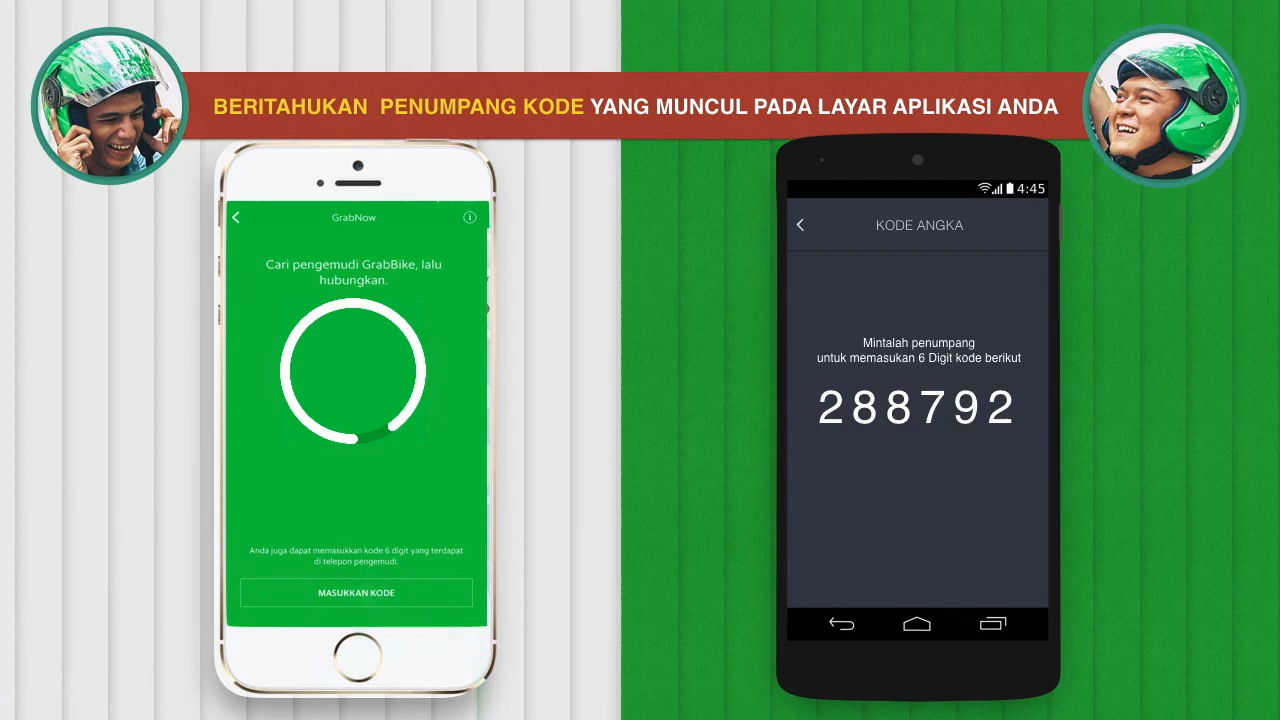 BERITAHUKAN  PENUMPANG KODE YANG MUNCUL PADA LAYAR APLIKASI ANDA
GrabNow
Cari pengemudi GrabBike, lalu
hubungkan.
Anda juga dapat memasukkan kode 6 digit yang terdapat
di telepon pengemudi.
MASUKKAN KODE
4:45
KODE ANGKA
Mintalah penumpang
untuk memasukan 6 Digit kode berikut
288792